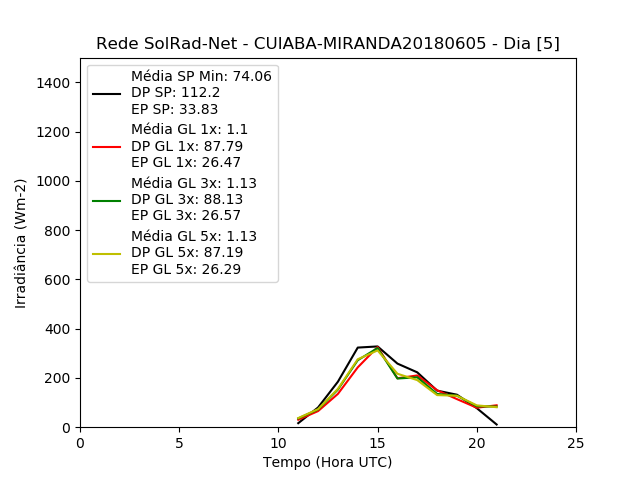 Rede SolRad-Net - CUIABA-MIRANDA20180605 - Dia [5]
Média SP Min: 74.06
DP SP: 112.2
EP SP: 33.83
Média GL 1x: 1.1
DP GL 1x: 87.79
EP GL 1x: 26.47
Média GL 3x: 1.13
DP GL 3x: 88.13
EP GL 3x: 26.57
Média GL 5x: 1.13
DP GL 5x: 87.19
EP GL 5x: 26.29
Irradiância (Wm-2)
1400
1200
1000
800
600
400
200
0
0 5 10 15 20 25
Tempo (Hora UTC)